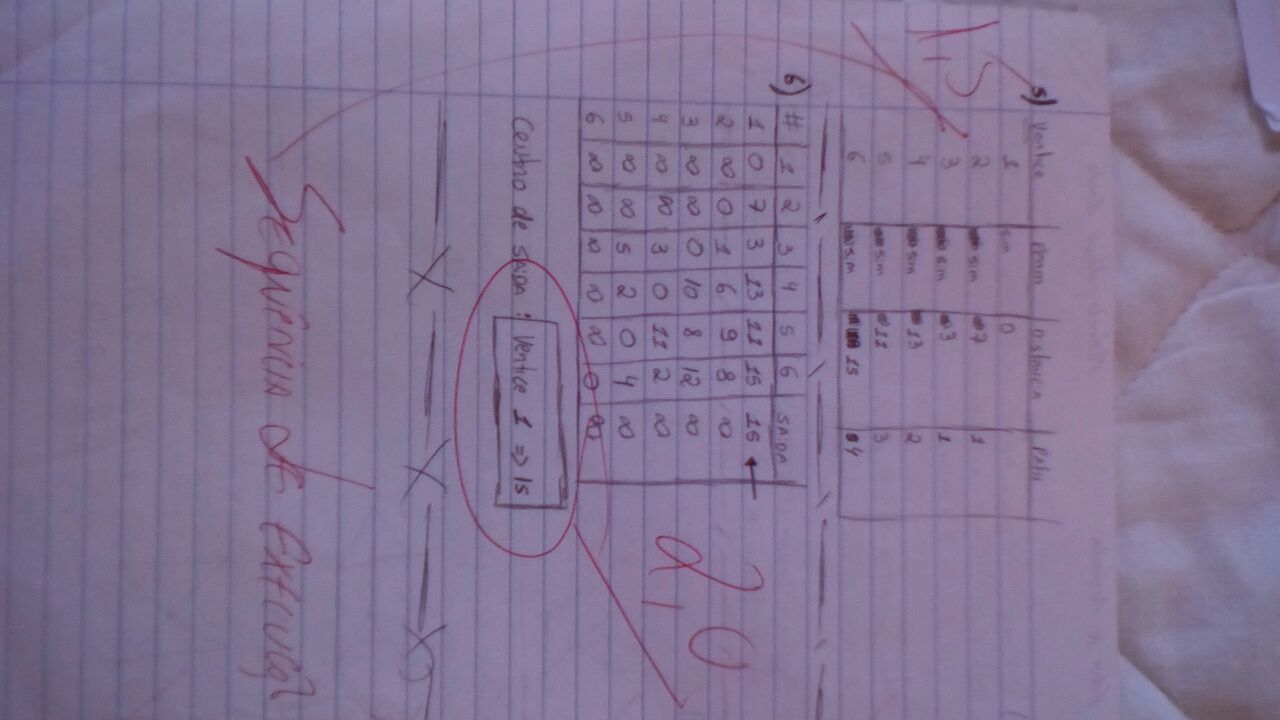 5) Vertice Perm Distancia Path
1 sim 0
2 sim 7 1
3 sim 3 1
4 sim 13 2
5 sim 11 3
6 sim 15 4
1,5
6) # 1 2 3 4 5 6 SAIDA
1 0 7 3 13 11 15 15 ←
2 ∞ 0 1 6 9 8 ∞
3 ∞ ∞ 0 10 8 12 ∞
4 ∞ ∞ 3 0 11 2 ∞
5 ∞ ∞ 5 2 0 4 ∞
6 ∞ ∞ ∞ ∞ ∞ 0 ∞
2,0
Centro de SAIDA : Vertice 1 => 15
Sequência de Execuçã